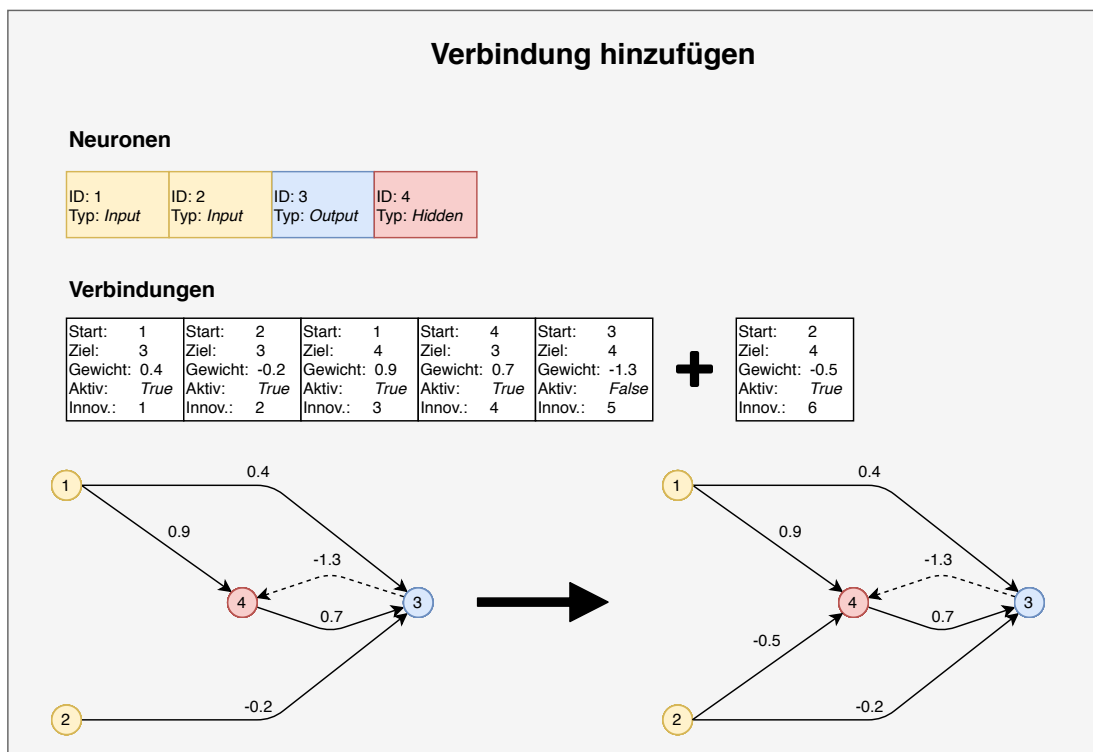 Verbindung hinzufügen
Neuronen
ID: 1 ID: 2 ID: 3 ID: 4
Typ: Input Typ: Input Typ: Output Typ: Hidden
Verbindungen
Start: 1 Start: 2 Start: 1 Start: 4 Start: 3 Start: 2
Ziel: 3 Ziel: 3 Ziel: 4 Ziel: 3 Ziel: 4 Ziel: 4
Gewicht: 0.4 Gewicht: -0.2 Gewicht: 0.9 Gewicht: 0.7 Gewicht: -1.3 Gewicht: -0.5
Aktiv: True Aktiv: True Aktiv: True Aktiv: True Aktiv: False Aktiv: True
Innov.: 1 Innov.: 2 Innov.: 3 Innov.: 4 Innov.: 5 Innov.: 6
0.4
1
0.9
-1.3
4
3
0.7
-0.2
2
0.4
1
0.9
-1.3
4
3
0.7
-0.5
-0.2
2